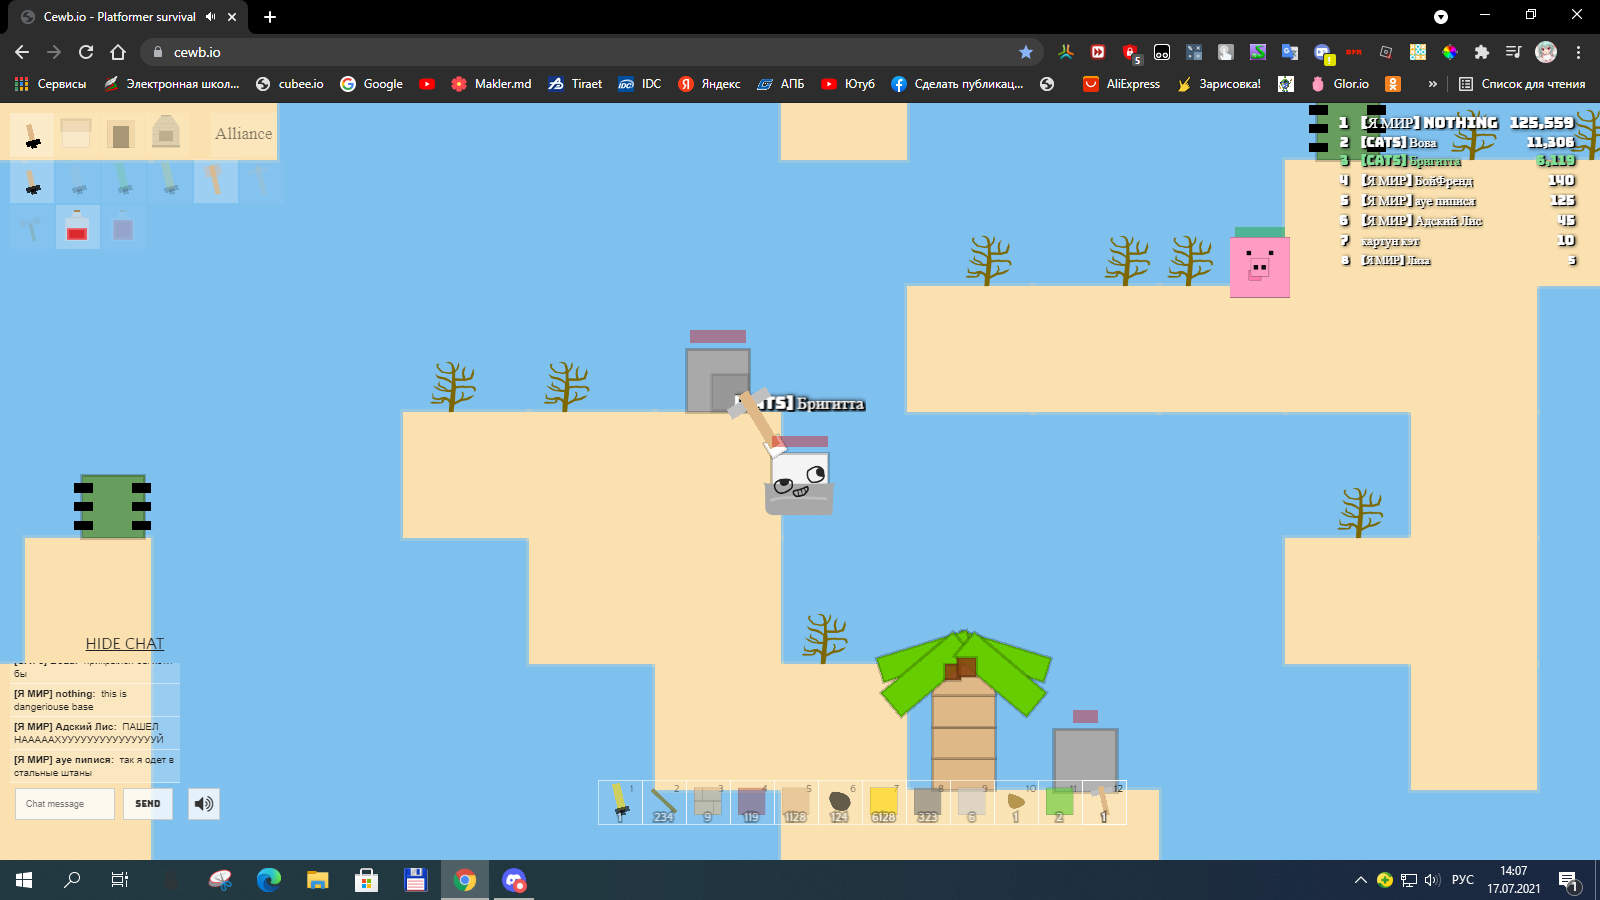 Cewb.io - Platformer survival
cewb.io
Сервисы
Электронная школ...
cubee.io
Google
Makler.md
Tiraet
IDC
Яндекс
АПБ
Ютуб
Сделать публикац...
AliExpress
Зарисовка!
Glor.io
»
Список для чтения
Alliance
1 [Я МИР] NOTHING 125,559
2 [CATS] Вова 11,306
3 [CATS] Бригитта 6,119
4 [Я МИР] БойФренд 140
5 [Я МИР] ауе пипися 125
6 [Я МИР] Адский Лис 45
7 картун кэт 10
8 [Я МИР] Лиза 5
Бригитта
HIDE CHAT
бы
[Я МИР] nothing: this is
dangeriouse base
[Я МИР] Адский Лис: ПАШЕЛ
НАААААХУУУУУУУУУУУУУУУЙ
[Я МИР] ауе пипися: так я одет в
стальные штаны
Chat message
SEND
1 2 3 4 5 6 7 8 9 10 11 12
1 234 9 119 1128 124 6128 323 6 1 2 1
РУС
14:07
17.07.2021
1